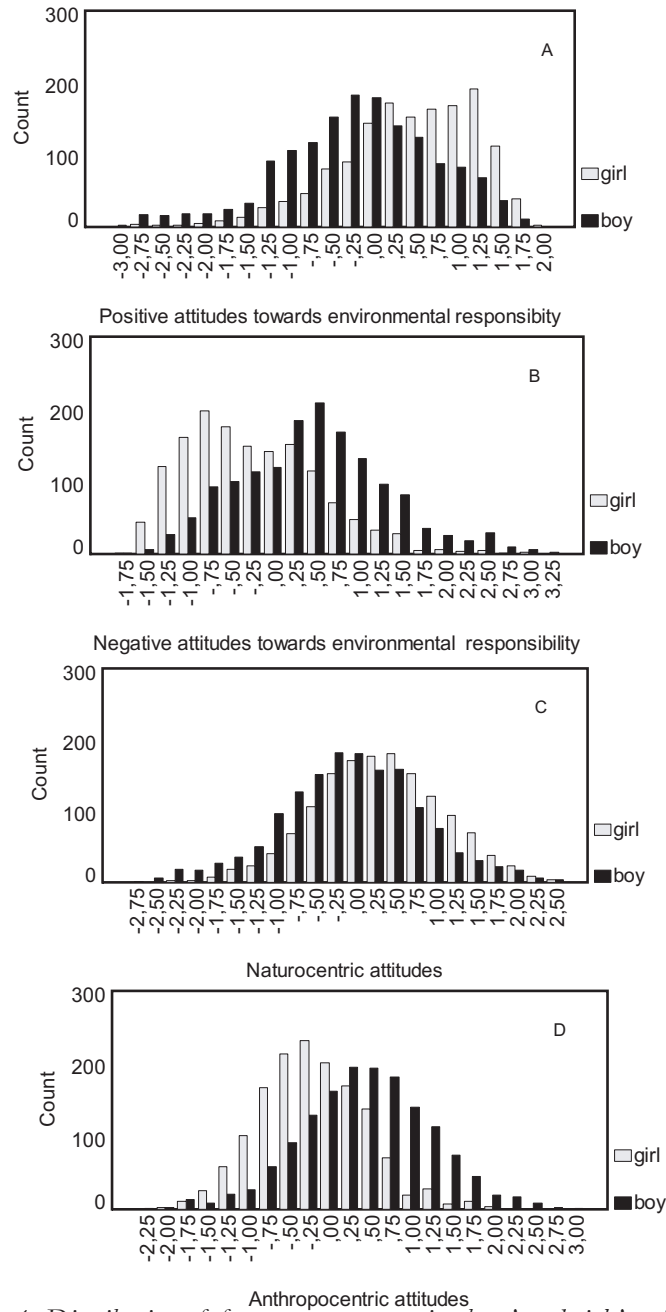 300
A
200
Count
100
girl
0
boy
-3,00 -2,75 -2,50 -2,25 -2,00 -1,75 -1,50 -1,25 -1,00 -,75 -,50 -,25 ,00 ,25 ,50 ,75 1,00 1,25 1,50 1,75 2,00
Positive attitudes towards environmental responsibity
300
B
200
Count
100
girl
0
boy
-1,75 -1,50 -1,25 -1,00 -,75 -,50 -,25 ,00 ,25 ,50 ,75 1,00 1,25 1,50 1,75 2,00 2,25 2,50 2,75 3,00 3,25
Negative attitudes towards environmental responsibility
300
C
200
Count
100
girl
0
boy
-2,75 -2,50 -2,25 -2,00 -1,75 -1,50 -1,25 -1,00 -,75 -,50 -,25 ,00 ,25 ,50 ,75 1,00 1,25 1,50 1,75 2,00 2,25 2,50
Naturocentric attitudes
300
D
200
Count
100
girl
0
boy
-2,25 -2,00 -1,75 -1,50 -1,25 -1,00 -,75 -,50 -,25 ,00 ,25 ,50 ,75 1,00 1,25 1,50 1,75 2,00 2,25 2,50 2,75 3,00
Anthropocentric attitudes